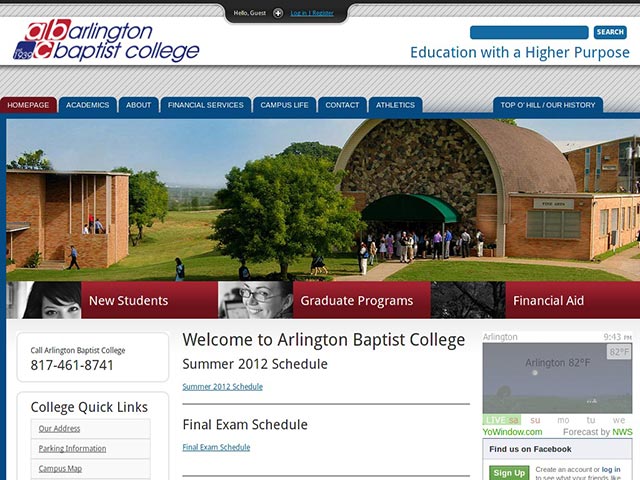 Hello, Guest Log in | Register
abc
1939
arlington
baptist college
SEARCH
Education with a Higher Purpose
HOMEPAGE ACADEMICS ABOUT FINANCIAL SERVICES CAMPUS LIFE CONTACT ATHLETICS TOP O' HILL / OUR HISTORY
FINE ARTS
New Students Graduate Programs Financial Aid
Call Arlington Baptist College
817-461-8741
College Quick Links
Our Address
Parking Information
Campus Map
Welcome to Arlington Baptist College
Summer 2012 Schedule
Summer 2012 Schedule
Final Exam Schedule
Final Exam Schedule
Arlington 9:43 PM
82°F
Arlington 82°F
LIVE sa su mo tu we
YoWindow.com Forecast by NWS
Find us on Facebook
Sign Up
Create an account or log in
to see what your friends like